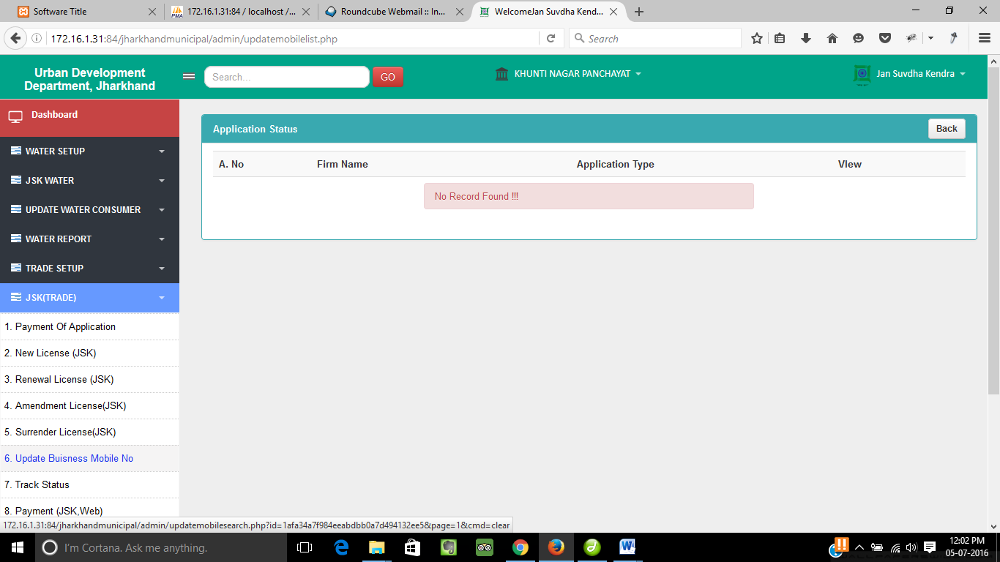 Software Title
172.16.1.31:84 / localhost /...
Roundcube Webmail :: In...
WelcomeJan Suvdha Kend...
172.16.1.31:84/jharkhandmunicipal/admin/updatemobilelist.php
Search
Urban Development
Department, Jharkhand
Search...
GO
KHUNTI NAGAR PANCHAYAT
Jan Suvdha Kendra
Dashboard
WATER SETUP
JSK WATER
UPDATE WATER CONSUMER
WATER REPORT
TRADE SETUP
JSK(TRADE)
1. Payment Of Application
2. New License (JSK)
3. Renewal License (JSK)
4. Amendment License(JSK)
5. Surrender License(JSK)
6. Update Buisness Mobile No
7. Track Status
8. Payment (JSK,Web)
Application Status
Back
A. No Firm Name Application Type VIew
No Record Found !!!
172.16.1.31:84/jharkhandmunicipal/admin/updatemobilesearch.php?id=1afa34a7f984eeabdbb0a7d494132ee5&page=1&cmd=clear
I'm Cortana. Ask me anything.
12:02 PM
05-07-2016